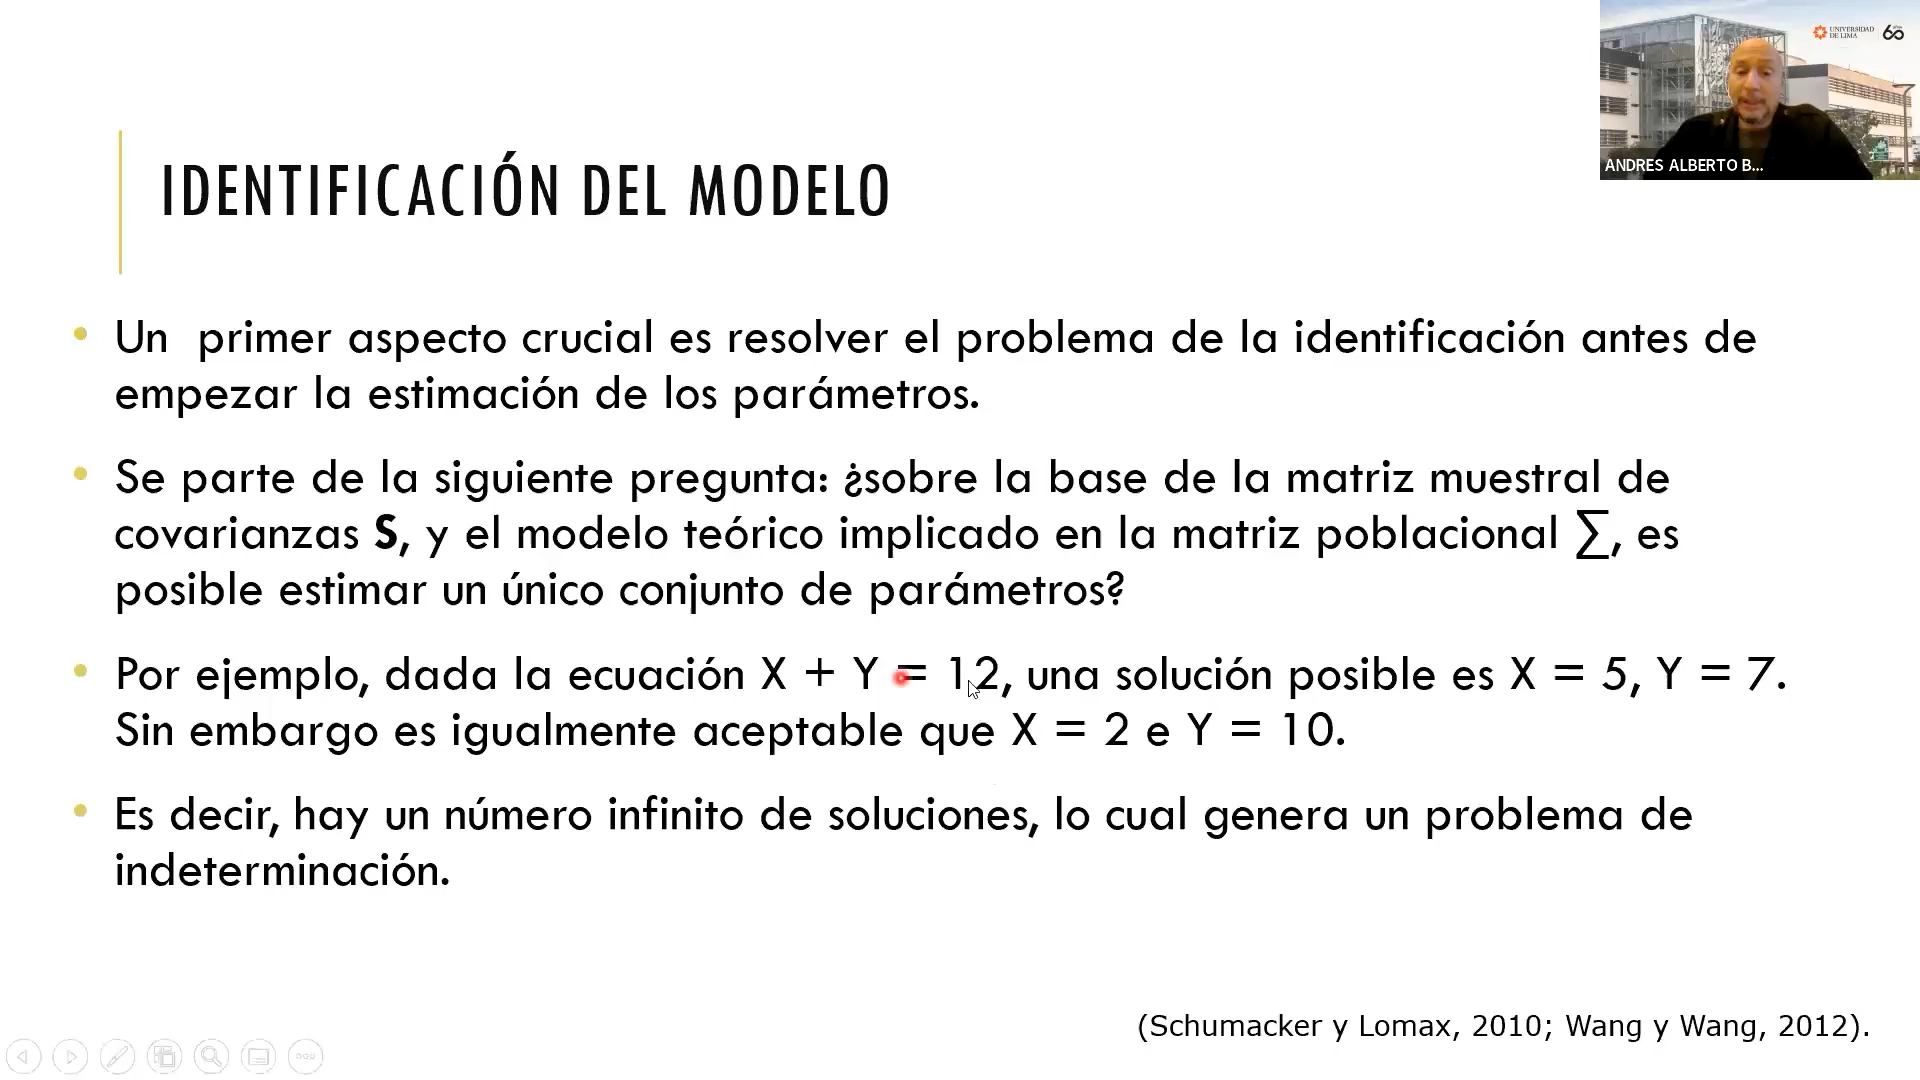 UNIVERSIDAD
DE LIMA
60
ANDRES ALBERTO B...
IDENTIFICACIÓN DEL MODELO
• Un  primer aspecto crucial es resolver el problema de la identificación antes de
empezar la estimación de los parámetros.
• Se parte de la siguiente pregunta: ¿sobre la base de la matriz muestral de
covarianzas S, y el modelo teórico implicado en la matriz poblacional ∑, es
posible estimar un único conjunto de parámetros?
• Por ejemplo, dada la ecuación X + Y = 12, una solución posible es X = 5, Y = 7.
Sin embargo es igualmente aceptable que X = 2 e Y = 10.
• Es decir, hay un número infinito de soluciones, lo cual genera un problema de
indeterminación.
(Schumacker y Lomax, 2010; Wang y Wang, 2012).